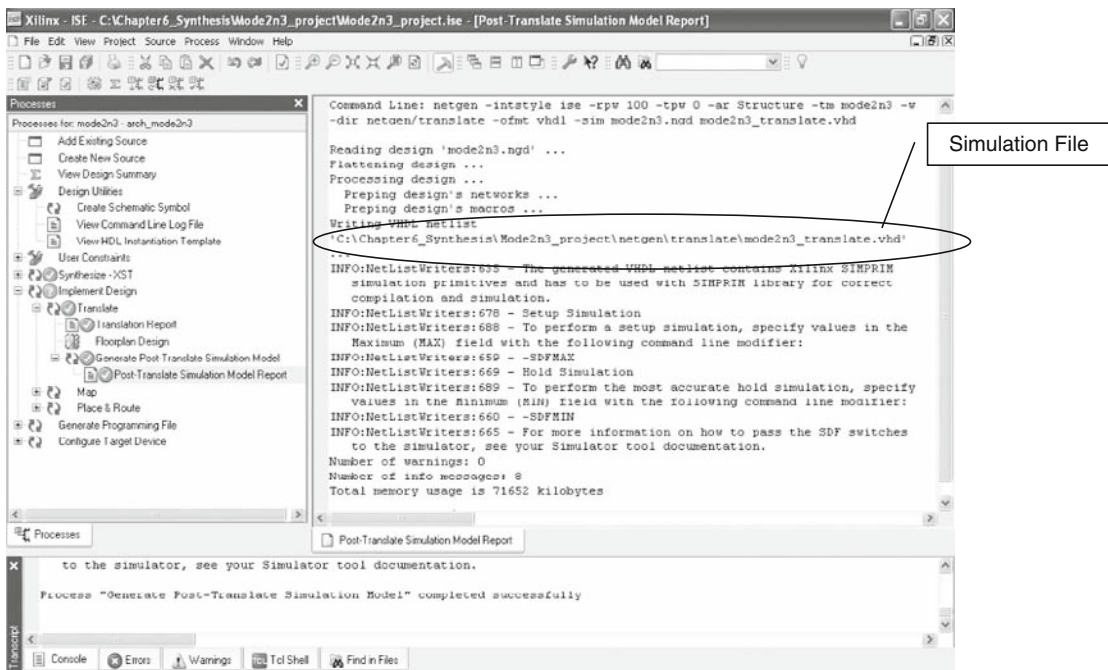 Xilinx - ISE - C:\Chapter6_Synthesis\Mode2n3_project\Mode2n3_project.ise - [Post-Translate Simulation Model Report]
File Edit View Project Source Process Window Help
Processes
Processes for: mode2n3 - arch_mode2n3
Add Existing Source
Create New Source
View Design Summary
Design Utilities
Create Schematic Symbol
View Command Line Log File
View HDL Instantiation Template
User Constraints
Synthesize - XST
Implement Design
Translate
Translation Report
Floorplan Design
Generate Post-Translate Simulation Model
Post-Translate Simulation Model Report
Map
Place & Route
Generate Programming File
Configure Target Device
Processes
Command Line: netgen -intstyle ise -rpw 100 -tpw 0 -ar Structure -tm mode2n3 -w
-dir netgen/translate -ofmt vhdl -sim mode2n3.ngd mode2n3_translate.vhd
Reading design 'mode2n3.ngd' ...
Flattening design ...
Processing design ...
Preping design's networks ...
Preping design's macros ...
Writing VHDL netlist
'C:\Chapter6_Synthesis\Mode2n3_project\netgen\translate\mode2n3_translate.vhd'
...
INFO:NetListWriters:635 - The generated VHDL netlist contains Xilinx SIMPRIM
simulation primitives and has to be used with SIMPRIM library for correct
compilation and simulation.
INFO:NetListWriters:678 - Setup Simulation
INFO:NetListWriters:688 - To perform a setup simulation, specify values in the
Maximum (MAX) field with the following command line modifier:
INFO:NetListWriters:659 - -SDFMAX
INFO:NetListWriters:669 - Hold Simulation
INFO:NetListWriters:689 - To perform the most accurate hold simulation, specify
values in the Minimum (MIN) field with the following command line modifier:
INFO:NetListWriters:660 - -SDFMIN
INFO:NetListWriters:665 - For more information on how to pass the SDF switches
to the simulator, see your Simulator tool documentation.
Number of warnings: 0
Number of info messages: 8
Total memory usage is 71652 kilobytes
Post-Translate Simulation Model Report
Simulation File
to the simulator, see your Simulator tool documentation.
Process "Generate Post-Translate Simulation Model" completed successfully
Transcript
Console Errors Warnings TCL Tcl Shell Find in Files